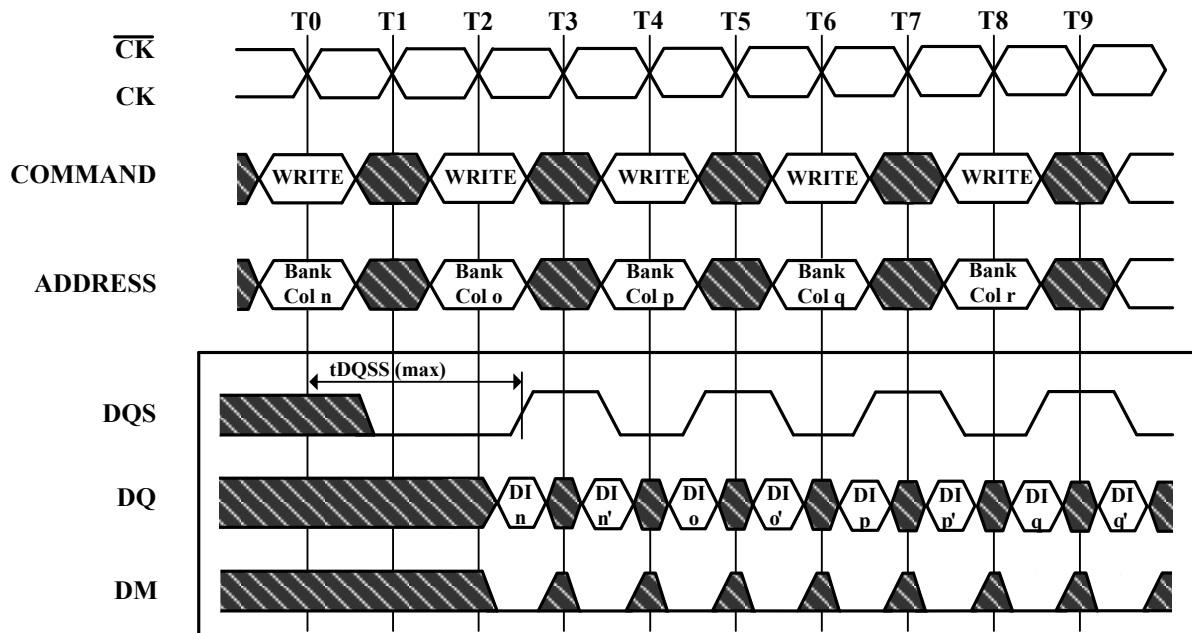 T0 T1 T2 T3 T4 T5 T6 T7 T8 T9
CK
CK
COMMAND
WRITE WRITE WRITE WRITE WRITE
ADDRESS
Bank Bank Bank Bank Bank
Col n Col o Col p Col q Col r
tDQSS (max)
DQS
DQ
DI DI DI DI DI DI DI DI
n n' o o' p p' q q'
DM